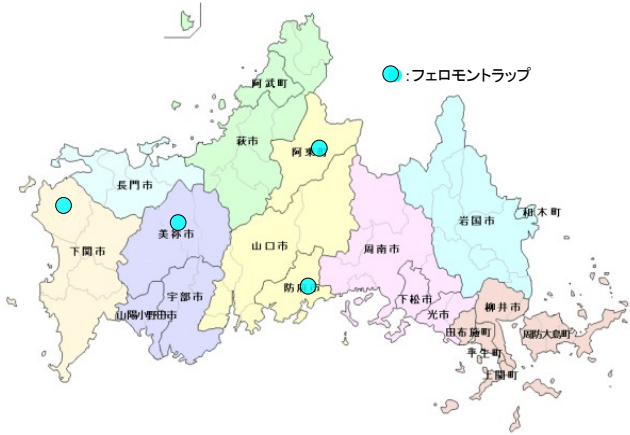 ：フェロモントラップ
阿武町
萩市
阿東
長門市
岩国市
和木町
美祢市
下関市
山口市
周南市
防府市
宇部市
下松市
柳井市
山陽小野田市
光市
田布施町
周防大島町
平生町
上関町